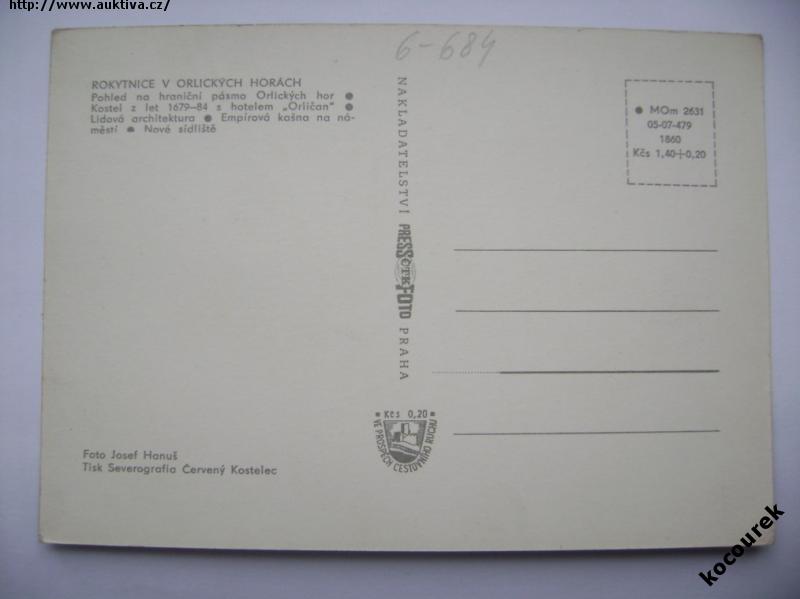 http://www.auktiva.cz/
6-684
ROKYTNICE V ORLICKÝCH HORÁCH
Pohled na hraniční pásmo Orlických hor ●
Kostel z let 1679–84 s hotelem „Orličan" ●
Lidová architektura ● Empírová kašna na ná-
městí ● Nové sídliště
NAKLADATELSTVÍ PRESSFOTO PRAHA
ČTK
● MOm 2631
05-07-479
1860
Kčs 1,40+0,20
● Kčs 0,20 ●
VE PROSPĚCH CESTOVNÍHO RUCHU
Foto Josef Hanuš
Tisk Severografia Červený Kostelec
kocourek